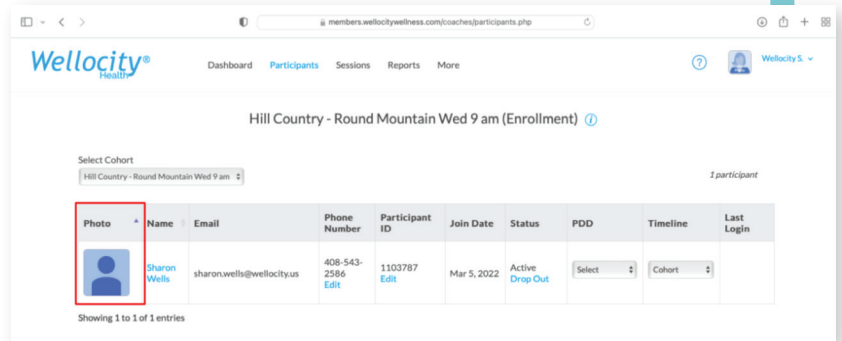 members.wellocitywellness.com/coaches/participants.php
Wellocity®
Health
Dashboard Participants Sessions Reports More
? Wellocity S.
Hill Country - Round Mountain Wed 9 am (Enrollment) i
Select Cohort
Hill Country - Round Mountain Wed 9 am
1 participant
Photo Name Email Phone Number Participant ID Join Date Status PDD Timeline Last Login
Sharon Wells sharon.wells@wellocity.us 408-543-2586 Edit 1103787 Edit Mar 5, 2022 Active Drop Out Select Cohort
Showing 1 to 1 of 1 entries